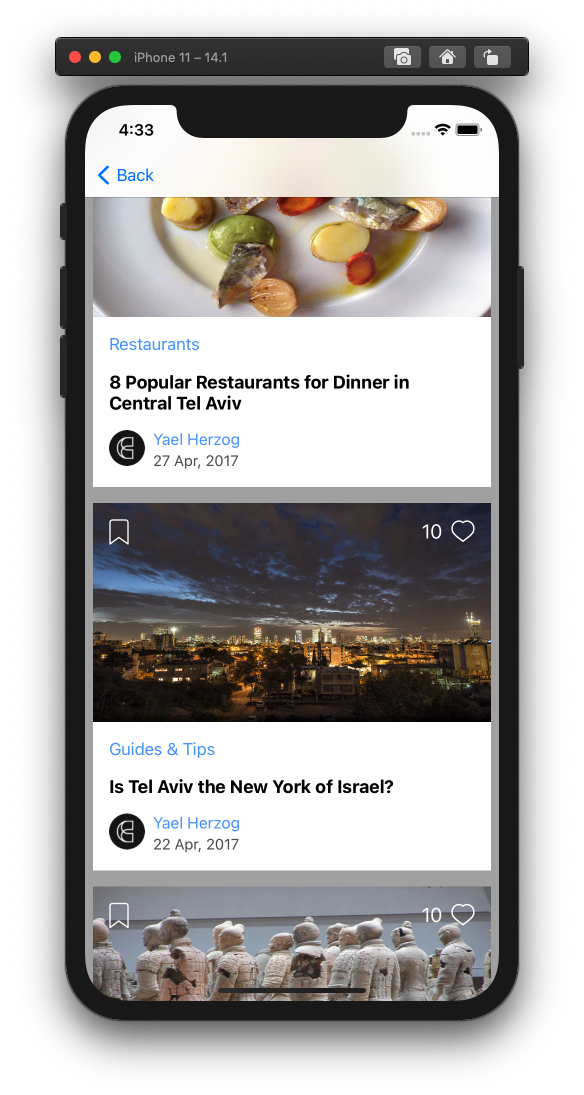 iPhone 11 – 14.1
4:33
Back
Restaurants
8 Popular Restaurants for Dinner in
Central Tel Aviv
Yael Herzog
27 Apr, 2017
10
Guides & Tips
Is Tel Aviv the New York of Israel?
Yael Herzog
22 Apr, 2017
10